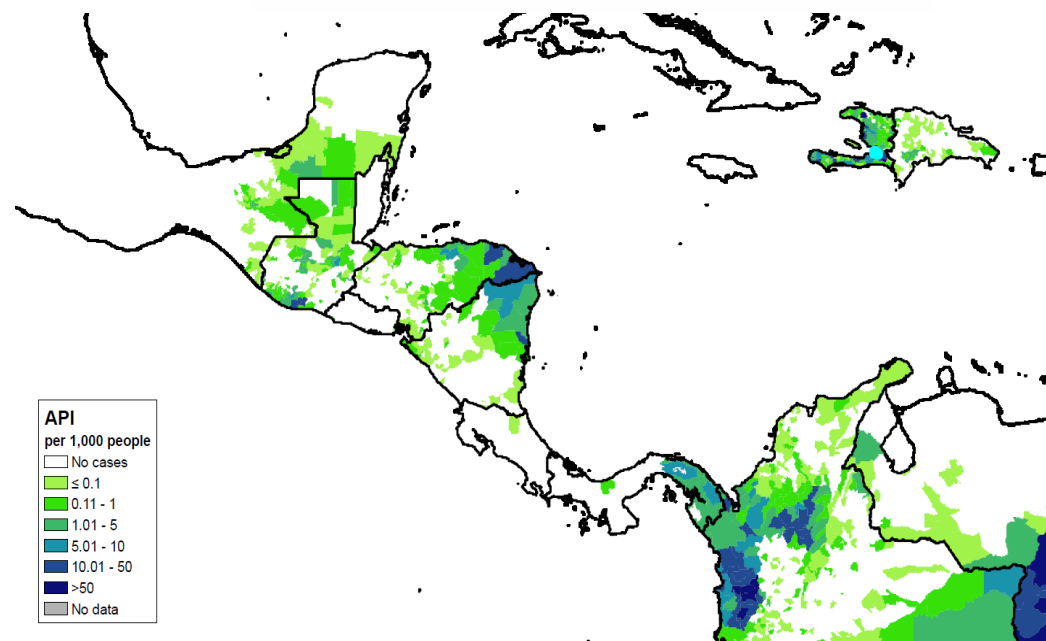 API
per 1,000 people
No cases
≤ 0.1
0.11 - 1
1.01 - 5
5.01 - 10
10.01 - 50
>50
No data